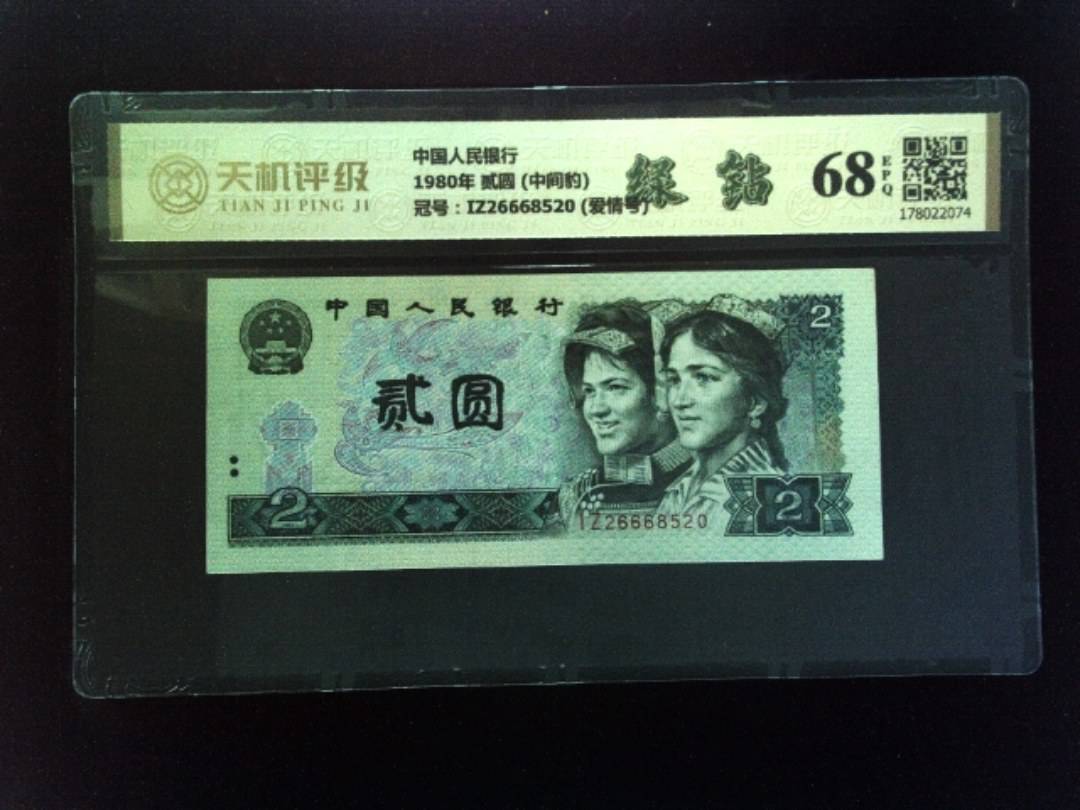 天机评级
TIAN JI PING JI
中国人民银行
1980年 贰圆 (中间豹)
冠号：IZ26668520 (爱情号)
绿钻
68
EPQ
178022074
中国人民银行
2
贰圆
2
IZ26668520
2